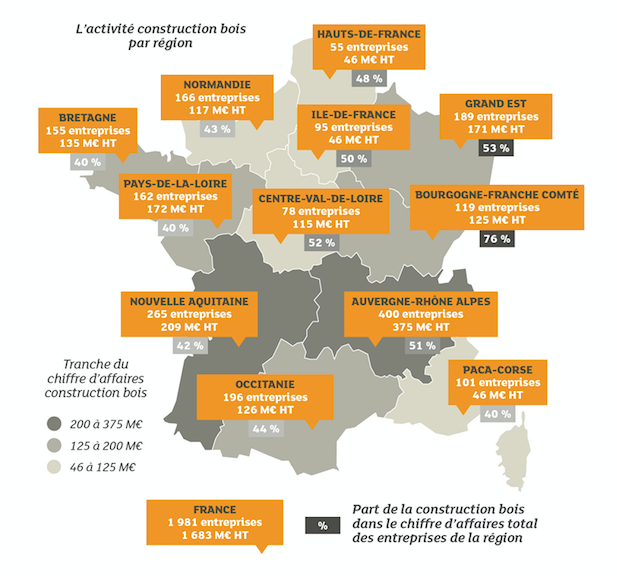 L'activité construction bois
par région
HAUTS-DE-FRANCE
55 entreprises
46 M€ HT
48 %
NORMANDIE
166 entreprises
117 M€ HT
43 %
BRETAGNE
155 entreprises
135 M€ HT
40 %
ILE-DE-FRANCE
95 entreprises
46 M€ HT
50 %
GRAND EST
189 entreprises
171 M€ HT
53 %
PAYS-DE-LA-LOIRE
162 entreprises
172 M€ HT
40 %
CENTRE-VAL-DE-LOIRE
78 entreprises
115 M€ HT
52 %
BOURGOGNE-FRANCHE COMTÉ
119 entreprises
125 M€ HT
76 %
NOUVELLE AQUITAINE
265 entreprises
209 M€ HT
42 %
AUVERGNE-RHÔNE ALPES
400 entreprises
375 M€ HT
51 %
OCCITANIE
196 entreprises
126 M€ HT
44 %
PACA-CORSE
101 entreprises
46 M€ HT
40 %
Tranche du
chiffre d'affaires
construction bois
200 à 375 M€
125 à 200 M€
46 à 125 M€
FRANCE
1 981 entreprises
1 683 M€ HT
%
Part de la construction bois
dans le chiffre d'affaires total
des entreprises de la région